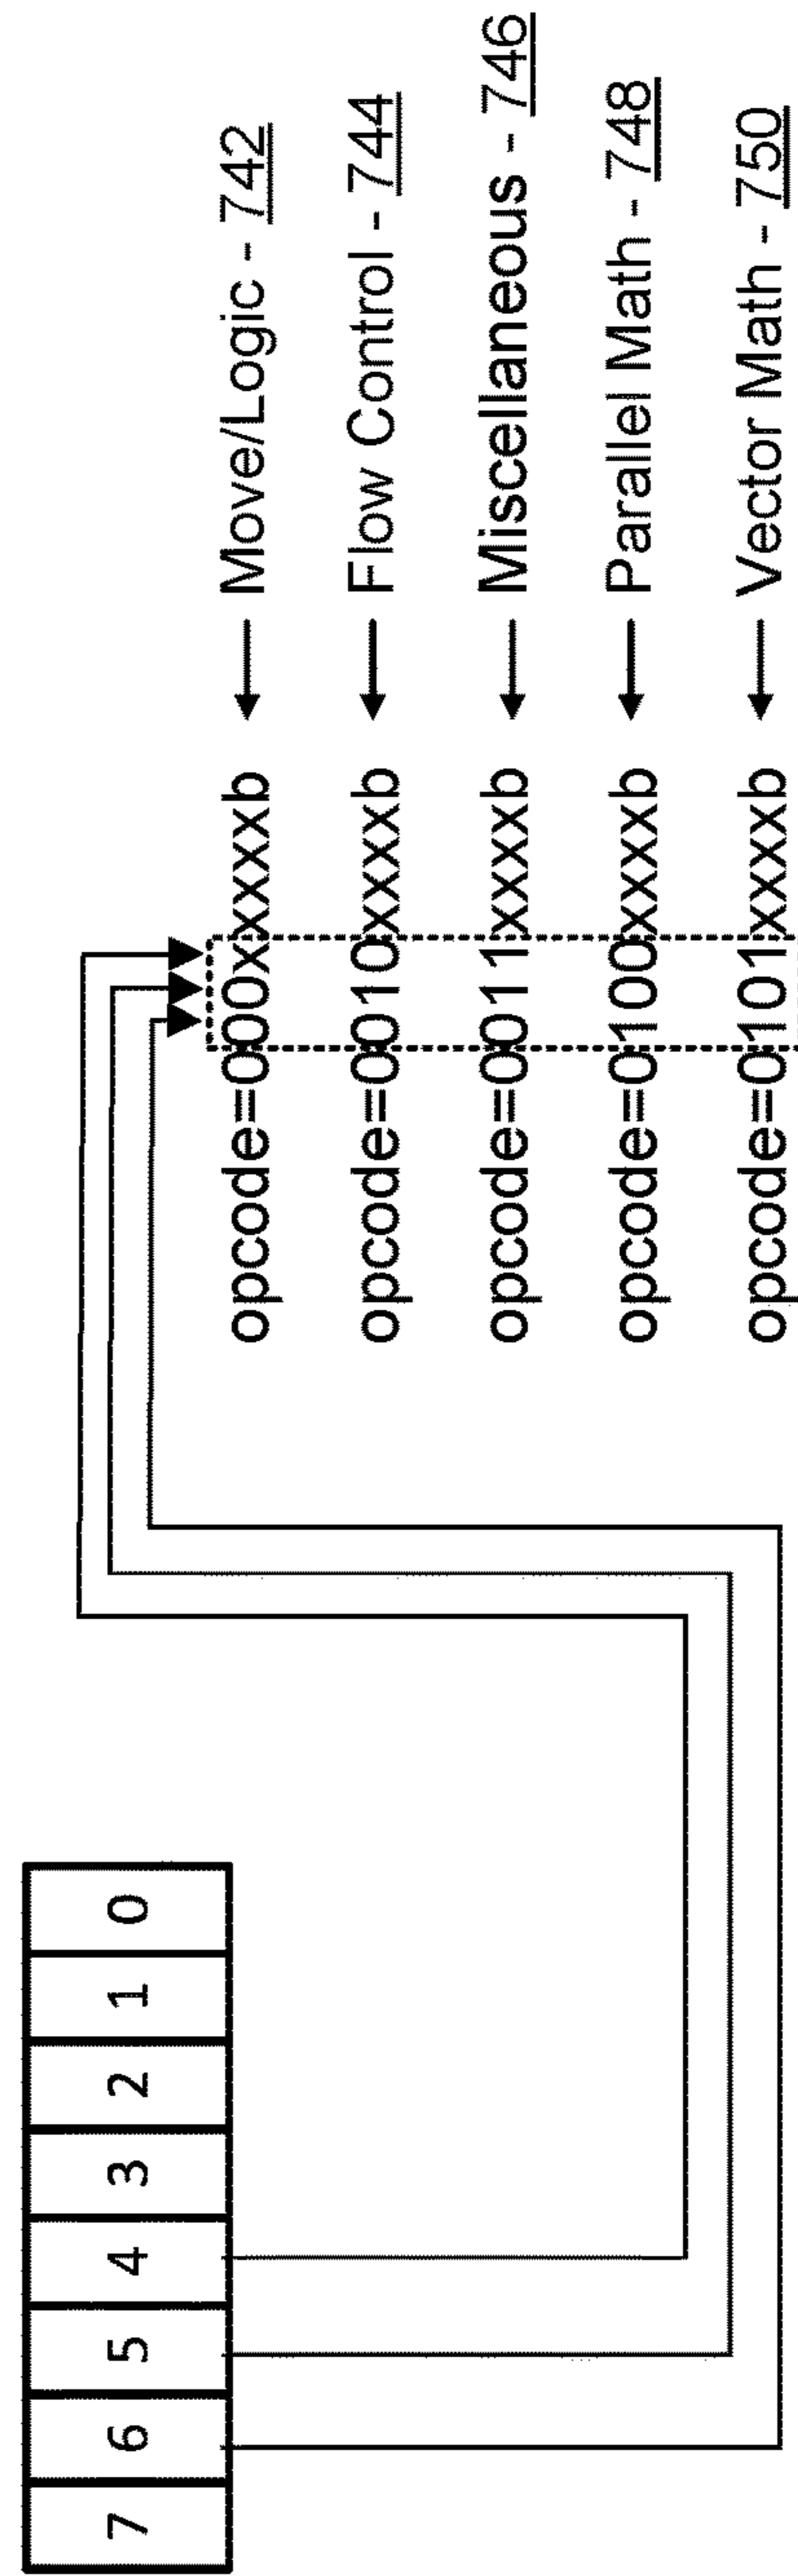 7 6 5 4 3 2 1 0
opcode=000xxxxxb ← Move/Logic - 742
opcode=0010xxxxb ← Flow Control - 744
opcode=0011xxxxb ← Miscellaneous - 746
opcode=0100xxxxb ← Parallel Math - 748
opcode=0101xxxxb ← Vector Math - 750